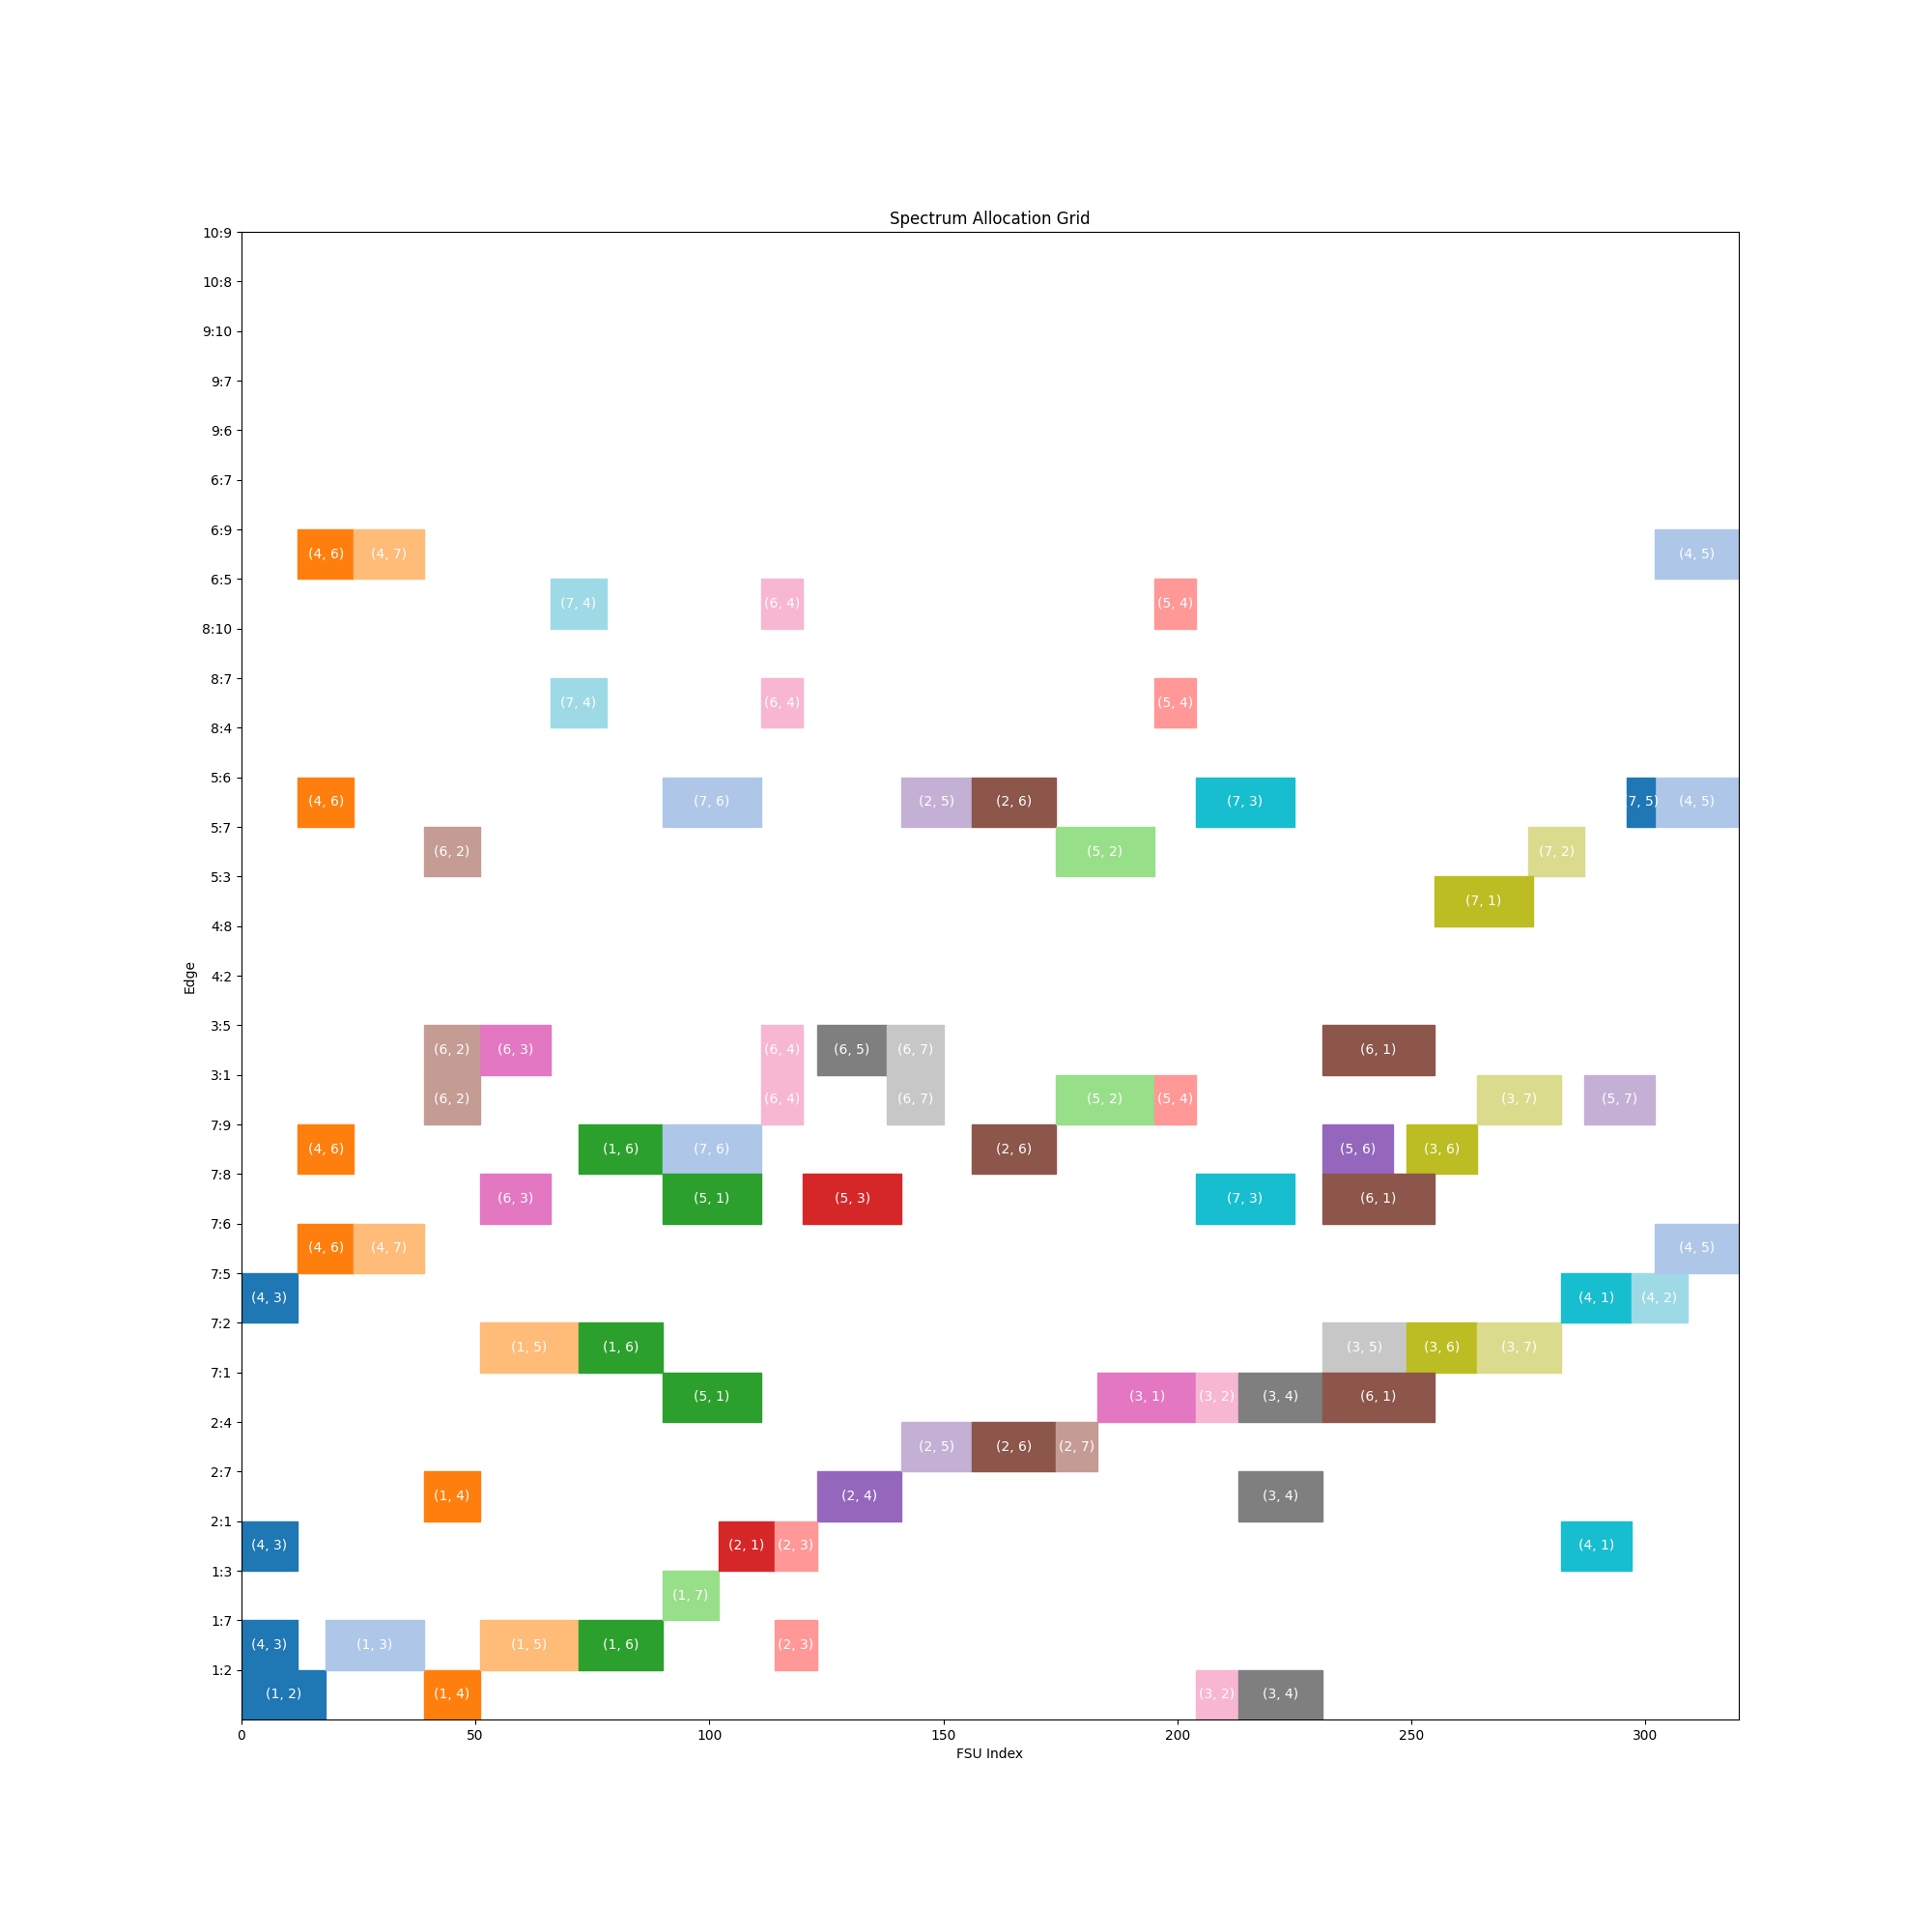 Spectrum Allocation Grid
10:9
10:8
9:10
9:7
9:6
6:7
6:9
(4, 6) (4, 7) (4, 5)
6:5
(7, 4) (6, 4) (5, 4)
8:10
8:7
(7, 4) (6, 4) (5, 4)
8:4
5:6
(4, 6) (7, 6) (2, 5) (2, 6) (7, 3) 7, 5) (4, 5)
5:7
(6, 2) (5, 2) (7, 2)
5:3
(7, 1)
4:8
Edge
4:2
3:5
(6, 2) (6, 3) (6, 4) (6, 5) (6, 7) (6, 1)
3:1
(6, 2) (6, 4) (6, 7) (5, 2) (5, 4) (3, 7) (5, 7)
7:9
(4, 6) (1, 6) (7, 6) (2, 6) (5, 6) (3, 6)
7:8
(6, 3) (5, 1) (5, 3) (7, 3) (6, 1)
7:6
(4, 6) (4, 7) (4, 5)
7:5
(4, 3) (4, 1) (4, 2)
7:2
(1, 5) (1, 6) (3, 5) (3, 6) (3, 7)
7:1
(5, 1) (3, 1) (3, 2) (3, 4) (6, 1)
2:4
(2, 5) (2, 6) (2, 7)
2:7
(1, 4) (2, 4) (3, 4)
2:1
(4, 3) (2, 1) (2, 3) (4, 1)
1:3
(1, 7)
1:7
(4, 3) (1, 3) (1, 5) (1, 6) (2, 3)
1:2
(1, 2) (1, 4) (3, 2) (3, 4)
0 50 100 150 200 250 300
FSU Index